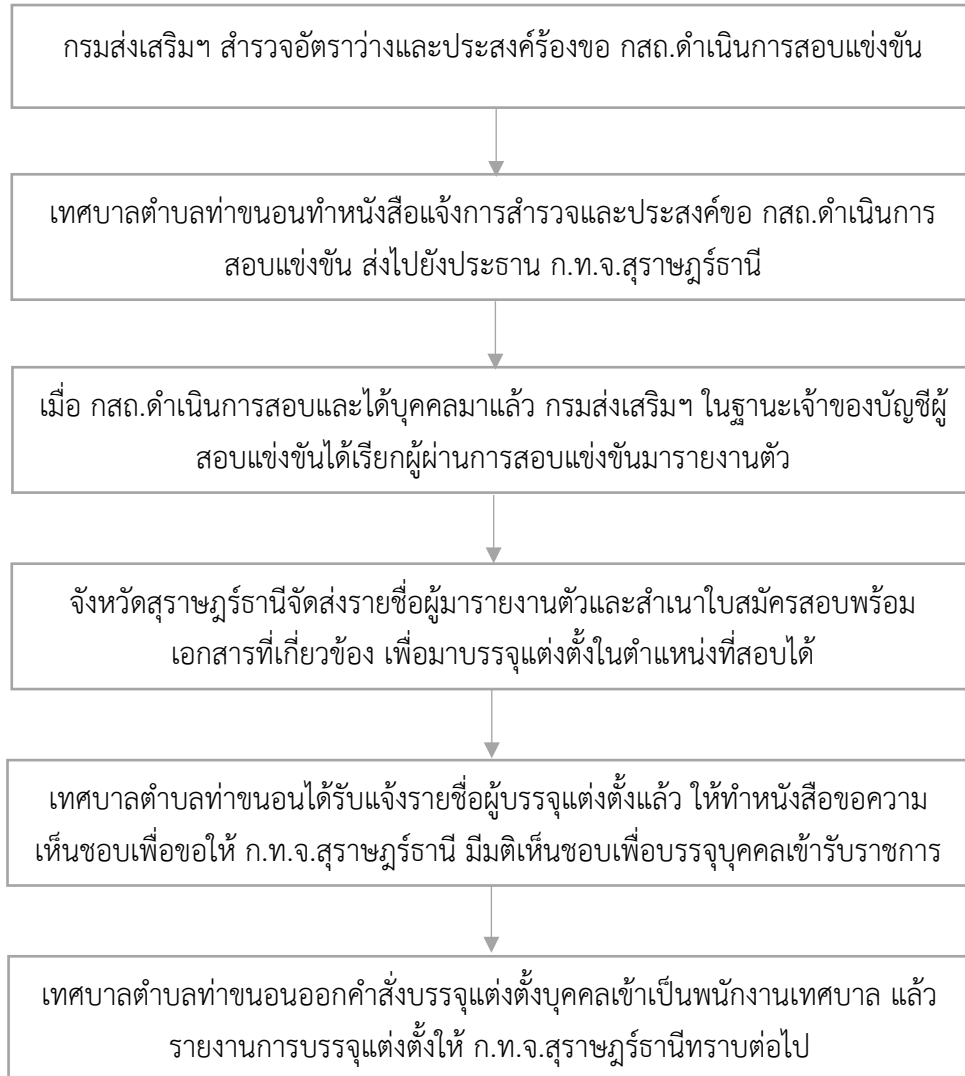 กรมส่งเสริมฯ สำรวจอัตราว่างและประสงค์ร้องขอ กสถ.ดำเนินการสอบแข่งขัน
เทศบาลตำบลท่าขนอนทำหนังสือแจ้งการสำรวจและประสงค์ขอ กสถ.ดำเนินการ
สอบแข่งขัน ส่งไปยังประธาน ก.ท.จ.สุราษฎร์ธานี
เมื่อ กสถ.ดำเนินการสอบและได้บุคคลมาแล้ว กรมส่งเสริมฯ ในฐานะเจ้าของบัญชีผู้
สอบแข่งขันได้เรียกผู้ผ่านการสอบแข่งขันมารายงานตัว
จังหวัดสุราษฎร์ธานีจัดส่งรายชื่อผู้มารายงานตัวและสำเนาใบสมัครสอบพร้อม
เอกสารที่เกี่ยวข้อง เพื่อมาบรรจุแต่งตั้งในตำแหน่งที่สอบได้
เทศบาลตำบลท่าขนอนได้รับแจ้งรายชื่อผู้บรรจุแต่งตั้งแล้ว ให้ทำหนังสือขอความ
เห็นชอบเพื่อขอให้ ก.ท.จ.สุราษฎร์ธานี มีมติเห็นชอบเพื่อบรรจุบุคคลเข้ารับราชการ
เทศบาลตำบลท่าขนอนออกคำสั่งบรรจุแต่งตั้งบุคคลเข้าเป็นพนักงานเทศบาล แล้ว
รายงานการบรรจุแต่งตั้งให้ ก.ท.จ.สุราษฎร์ธานีทราบต่อไป